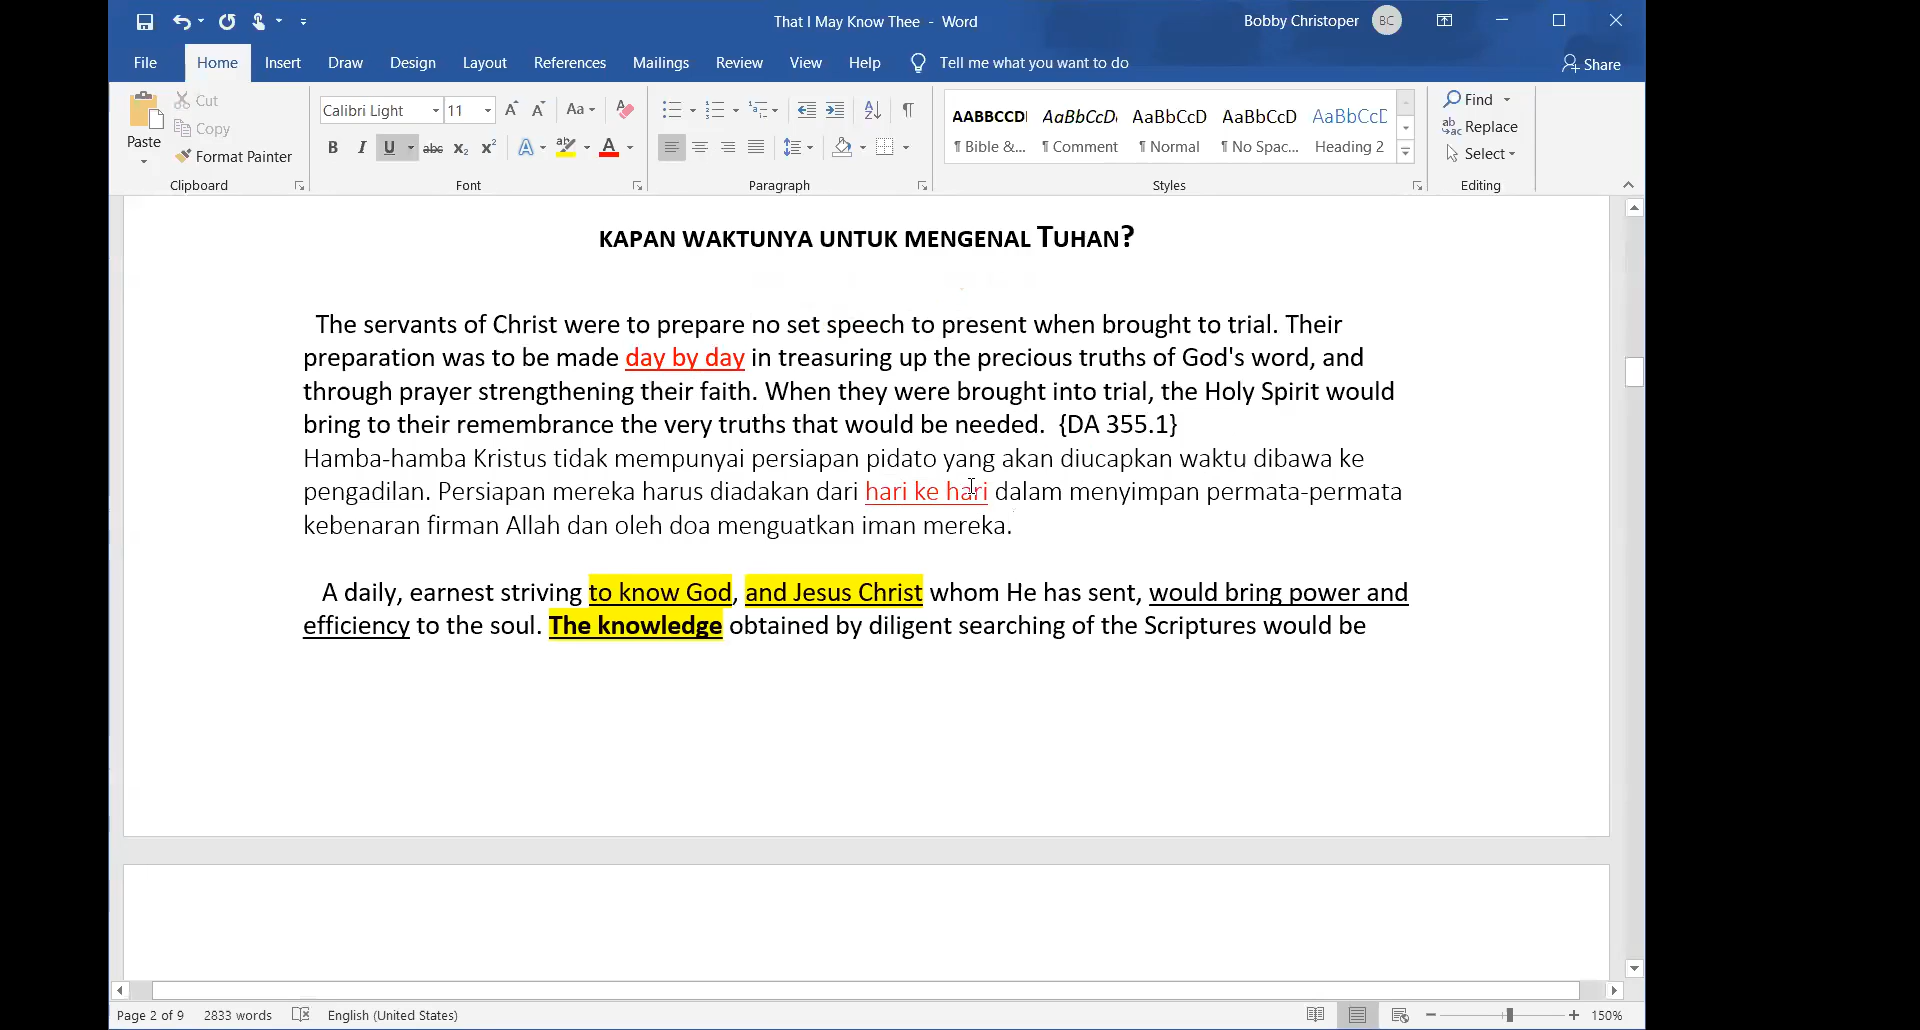 That I May Know Thee - Word
Bobby Christoper BC
File Home Insert Draw Design Layout References Mailings Review View Help Tell me what you want to do Share
Paste
Cut
Copy
Format Painter
Clipboard
Calibri Light 11
Font
Paragraph
AABBCCDI AaBbCcDc AaBbCcD AaBbCcD AaBbCcC
¶ Bible &... ¶ Comment ¶ Normal ¶ No Spac... Heading 2
Styles
Find
Replace
Select
Editing
KAPAN WAKTUNYA UNTUK MENGENAL TUHAN?
The servants of Christ were to prepare no set speech to present when brought to trial. Their
preparation was to be made day by day in treasuring up the precious truths of God's word, and
through prayer strengthening their faith. When they were brought into trial, the Holy Spirit would
bring to their remembrance the very truths that would be needed. {DA 355.1}
Hamba-hamba Kristus tidak mempunyai persiapan pidato yang akan diucapkan waktu dibawa ke
pengadilan. Persiapan mereka harus diadakan dari hari ke hari dalam menyimpan permata-permata
kebenaran firman Allah dan oleh doa menguatkan iman mereka.
A daily, earnest striving to know God, and Jesus Christ whom He has sent, would bring power and
efficiency to the soul. The knowledge obtained by diligent searching of the Scriptures would be
Page 2 of 9 2833 words English (United States) 150%